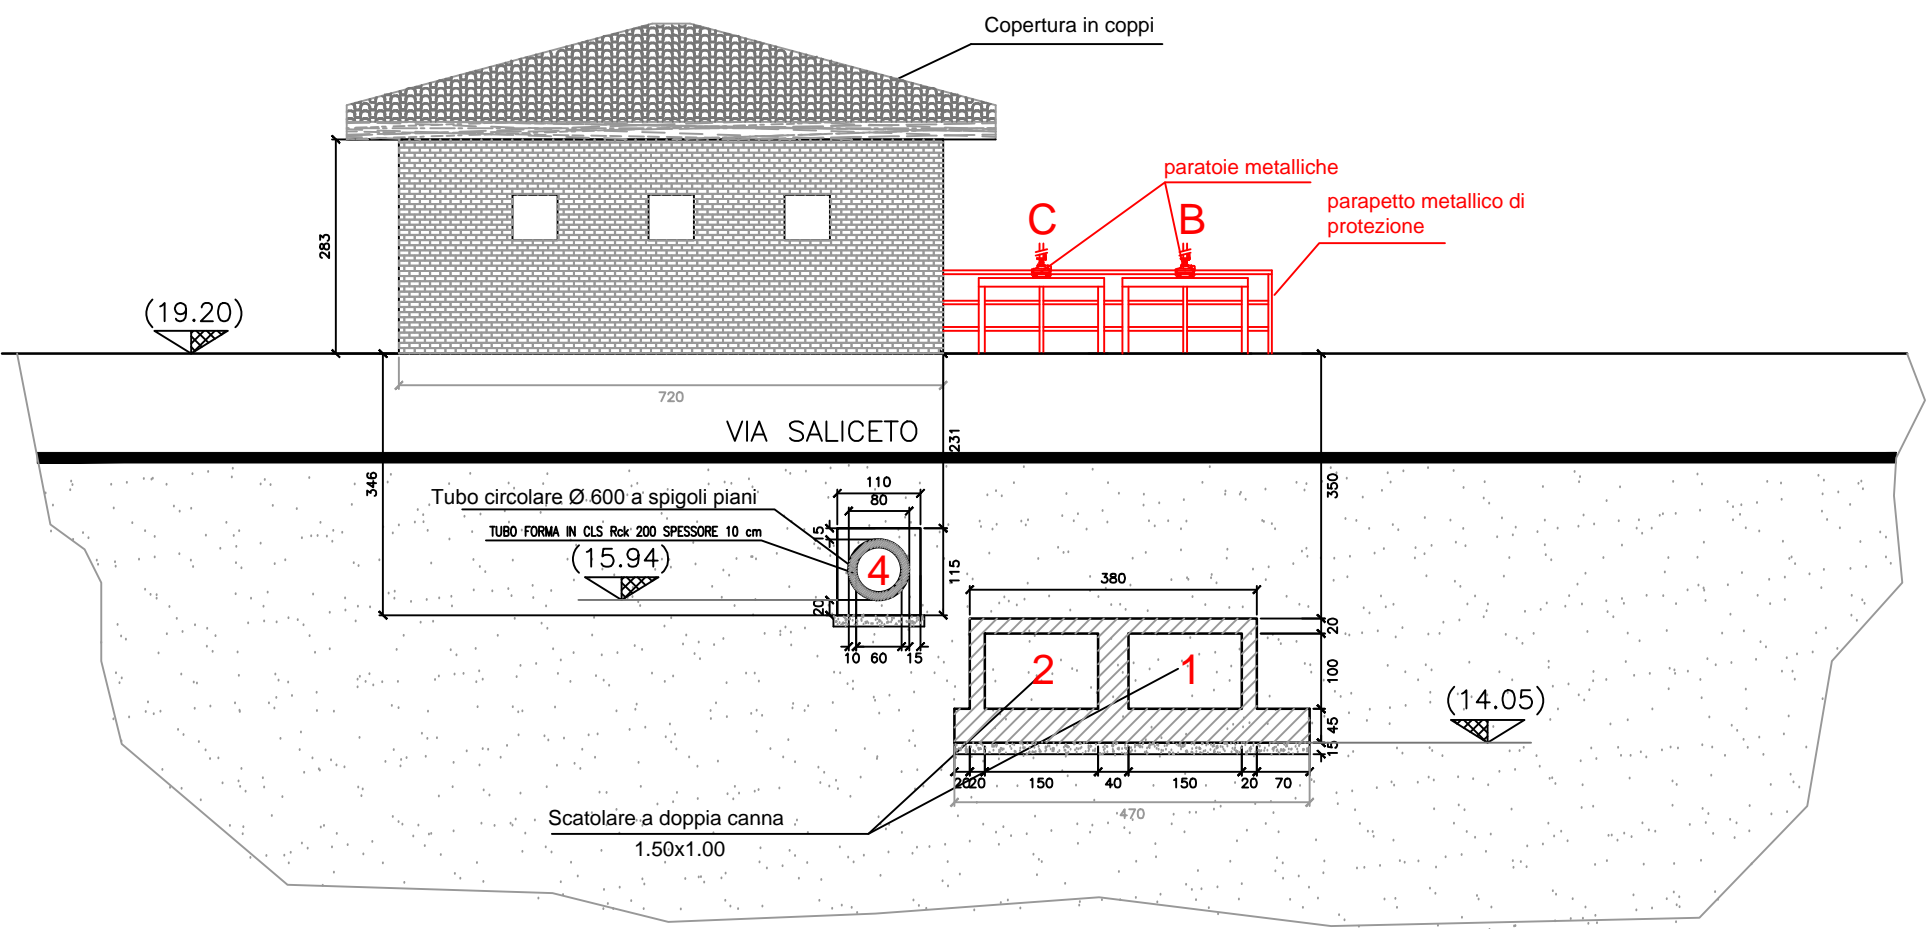 Copertura in coppi
paratoie metalliche
parapetto metallico di
protezione
C
B
283
(19.20)
720
VIA SALICETO
231
346
350
110
80
Tubo circolare Ø 600 a spigoli piani
TUBO FORMA IN CLS Rck 200 SPESSORE 10 cm
15
(15.94)
4
115
20
10 60 15
380
20
2
1
100
(14.05)
45
15
20 20 150 40 150 20 70
470
Scatolare a doppia canna
1.50x1.00